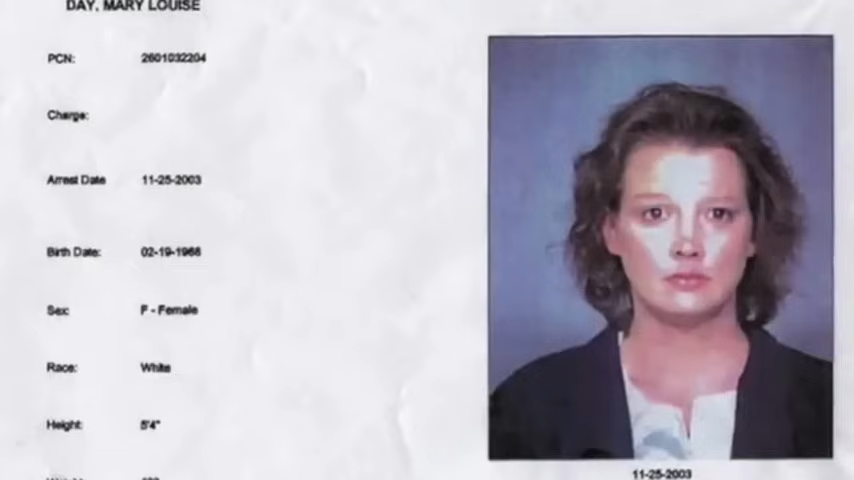 DAY, MARY LOUISE
PCN: 2601032204
Charge:
Arrest Date 11-25-2003
Birth Date: 02-19-1968
Sex: F - Female
Race: White
Height: 5'4"
11-25-2003